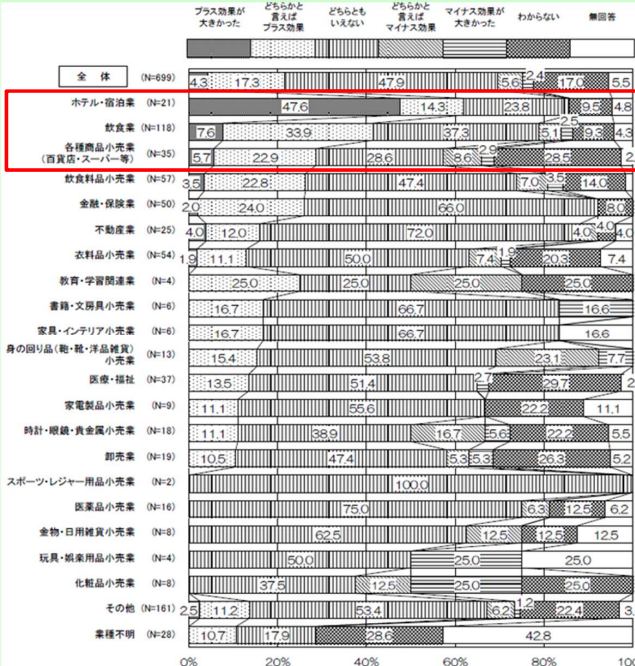 プラス効果が
大きかった
どちらかと
言えば
プラス効果
どちらとも
いえない
どちらかと
言えば
マイナス効果
マイナス効果が
大きかった
わからない
無回答
全 体 (N=699) 4.3 17.3 47.9 5.6 2.4 17.0 5.5
ホテル・宿泊業 (N=21) 47.6 14.3 23.8 9.5 4.8
飲食業 (N=118) 7.6 33.9 37.3 5.1 2.5 9.3 4.3
各種商品小売業
(百貨店・スーパー等) (N=35) 5.7 22.9 28.6 8.6 2.9 28.5
飲食料品小売業 (N=57) 3.5 22.8 47.4 7.0 3.5 14.0
金融・保険業 (N=50) 2.0 24.0 66.0 8.0
不動産業 (N=25) 4.0 12.0 72.0 4.0 4.0 4.0
衣料品小売業 (N=54) 1.9 11.1 50.0 7.4 1.9 20.3 7.4
教育・学習関連業 (N=4) 25.0 25.0 25.0 25.0
書籍・文房具小売業 (N=6) 16.7 66.7 16.6
家具・インテリア小売業 (N=6) 16.7 66.7 16.6
身の回り品(鞄・靴・洋品雑貨)
小売業 (N=13) 15.4 53.8 23.1 7.7
医療・福祉 (N=37) 13.5 51.4 2.7 29.7
家電製品小売業 (N=9) 11.1 55.6 22.2 11.1
時計・眼鏡・貴金属小売業 (N=18) 11.1 38.9 16.7 5.6 22.2 5.5
卸売業 (N=19) 10.5 47.4 5.3 5.3 26.3 5.2
スポーツ・レジャー用品小売業 (N=2) 100.0
医薬品小売業 (N=16) 75.0 6.3 12.5 6.2
金物・日用雑貨小売業 (N=8) 62.5 12.5 12.5 12.5
玩具・娯楽用品小売業 (N=4) 50.0 25.0 25.0
化粧品小売業 (N=8) 37.5 12.5 25.0 25.0
その他 (N=161) 2.5 11.2 53.4 6.2 1.2 22.4
業種不明 (N=28) 10.7 17.9 28.6 42.8
0% 20% 40% 60% 80%